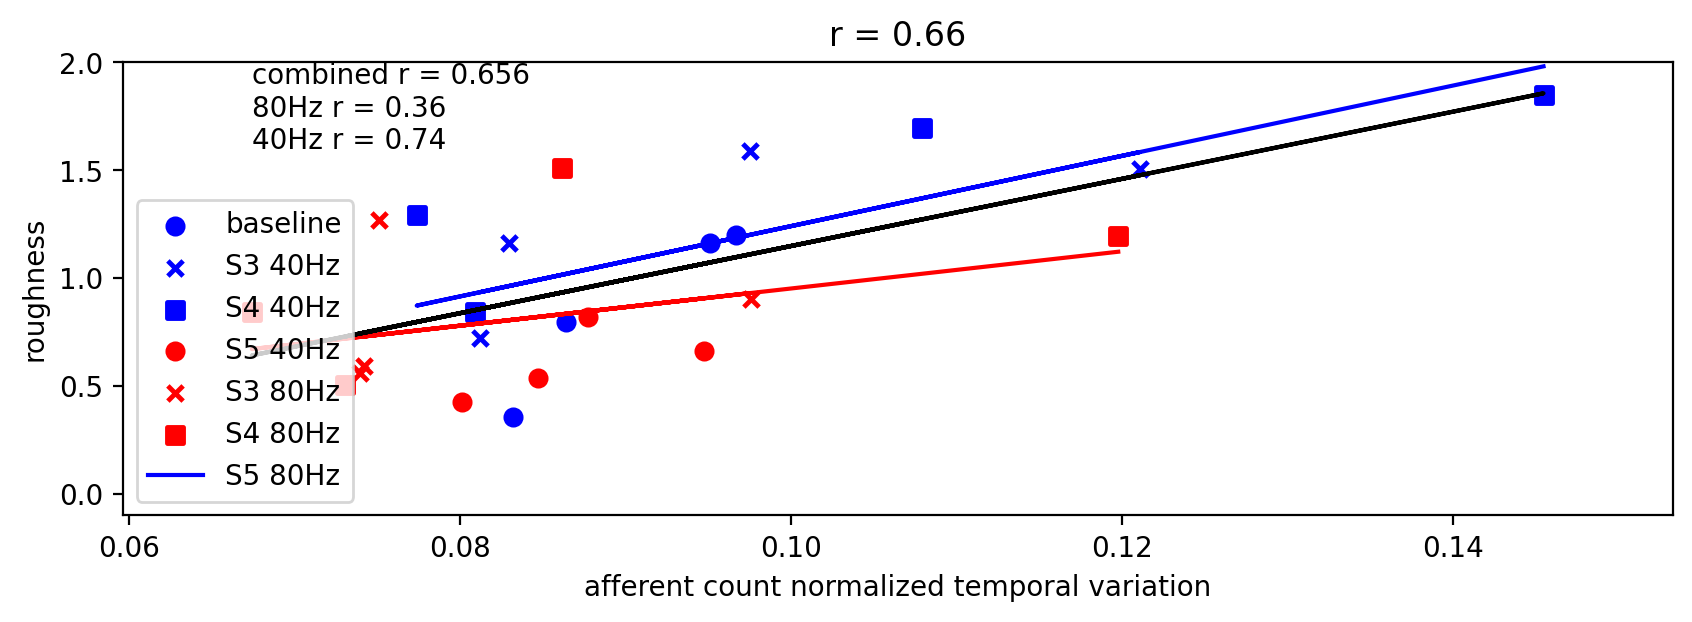 r = 0.66
combined r = 0.656
80Hz r = 0.36
40Hz r = 0.74
2.0
1.5
1.0
0.5
0.0
roughness
baseline
S3 40Hz
S4 40Hz
S5 40Hz
S3 80Hz
S4 80Hz
S5 80Hz
0.06 0.08 0.10 0.12 0.14
afferent count normalized temporal variation